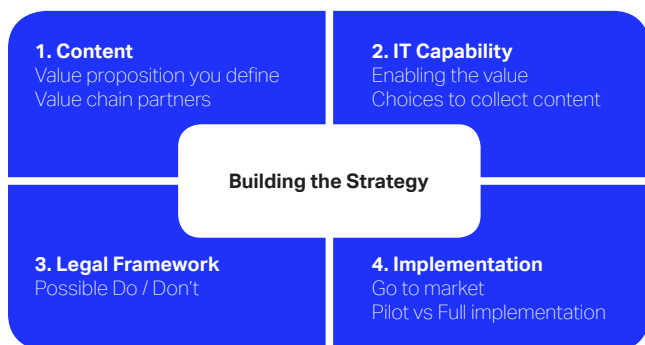 1. Content
Value proposition you define
Value chain partners
2. IT Capability
Enabling the value
Choices to collect content
Building the Strategy
3. Legal Framework
Possible Do / Don’t
4. Implementation
Go to market
Pilot vs Full implementation